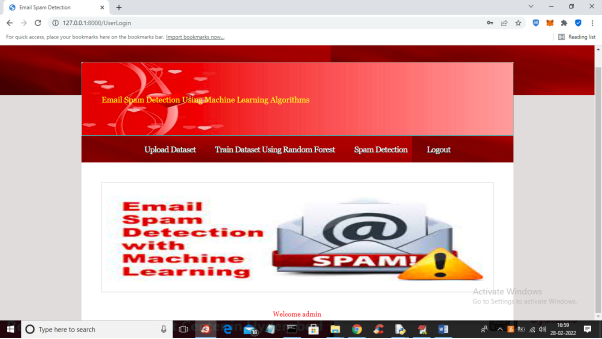 Email Spam Detection
127.0.0.1:8000/UserLogin
For quick access, place your bookmarks here on the bookmarks bar. Import bookmarks now...
Reading list
Email Spam Detection Using Machine Learning Algorithms
Upload Dataset Train Dataset Using Random Forest Spam Detection Logout
Email
Spam
Detection
with
Machine
Learning
@
SPAM!
Activate Windows
Go to Settings to activate Windows.
Welcome admin
Type here to search
16:59
28-02-2022